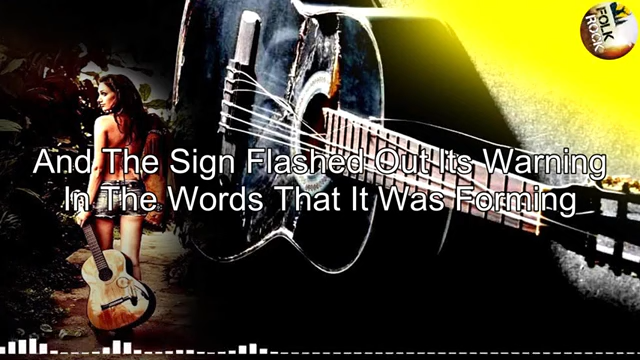 FOLK
ROCK
And The Sign Flashed Out Its Warning
In The Words That It Was Forming